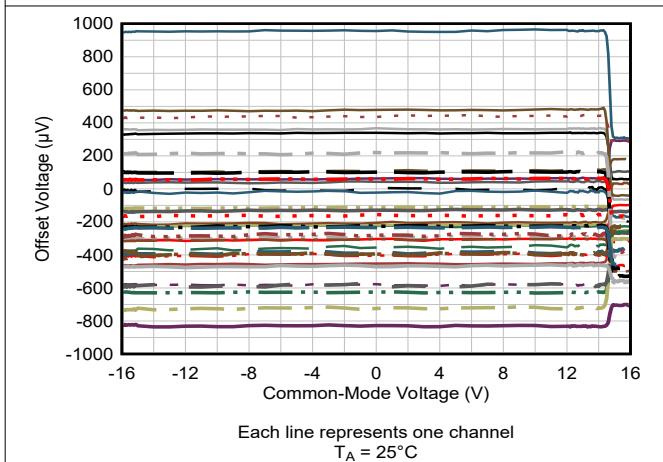 1000
800
600
400
200
0
-200
-400
-600
-800
-1000
Offset Voltage (µV)
-16 -12 -8 -4 0 4 8 12 16
Common-Mode Voltage (V)
Each line represents one channel
TA = 25°C